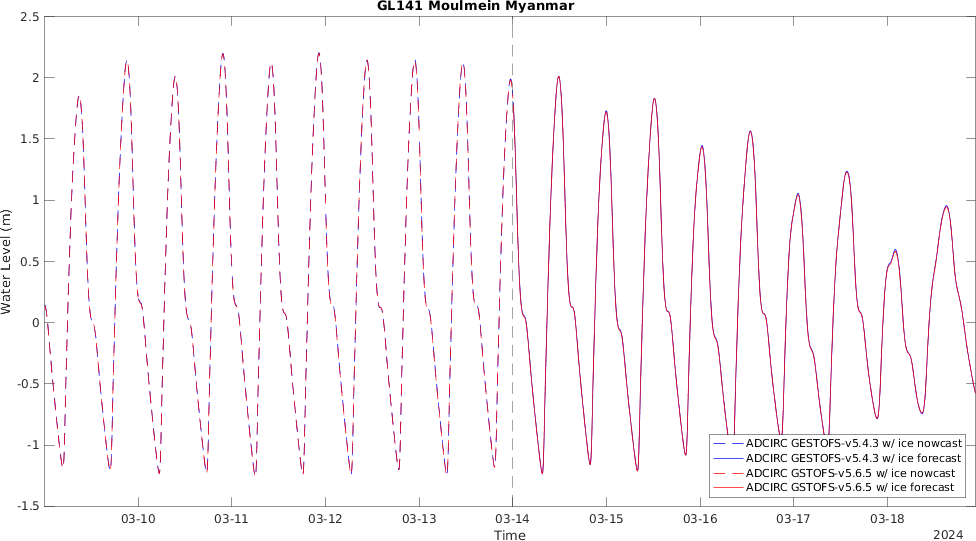 GL141 Moulmein Myanmar
2.5
2
1.5
1
0.5
0
-0.5
-1
-1.5
Water Level (m)
03-10 03-11 03-12 03-13 03-14 03-15 03-16 03-17 03-18
Time
2024
ADCIRC GESTOFS-v5.4.3 w/ ice nowcast
ADCIRC GESTOFS-v5.4.3 w/ ice forecast
ADCIRC GSTOFS-v5.6.5 w/ ice nowcast
ADCIRC GSTOFS-v5.6.5 w/ ice forecast